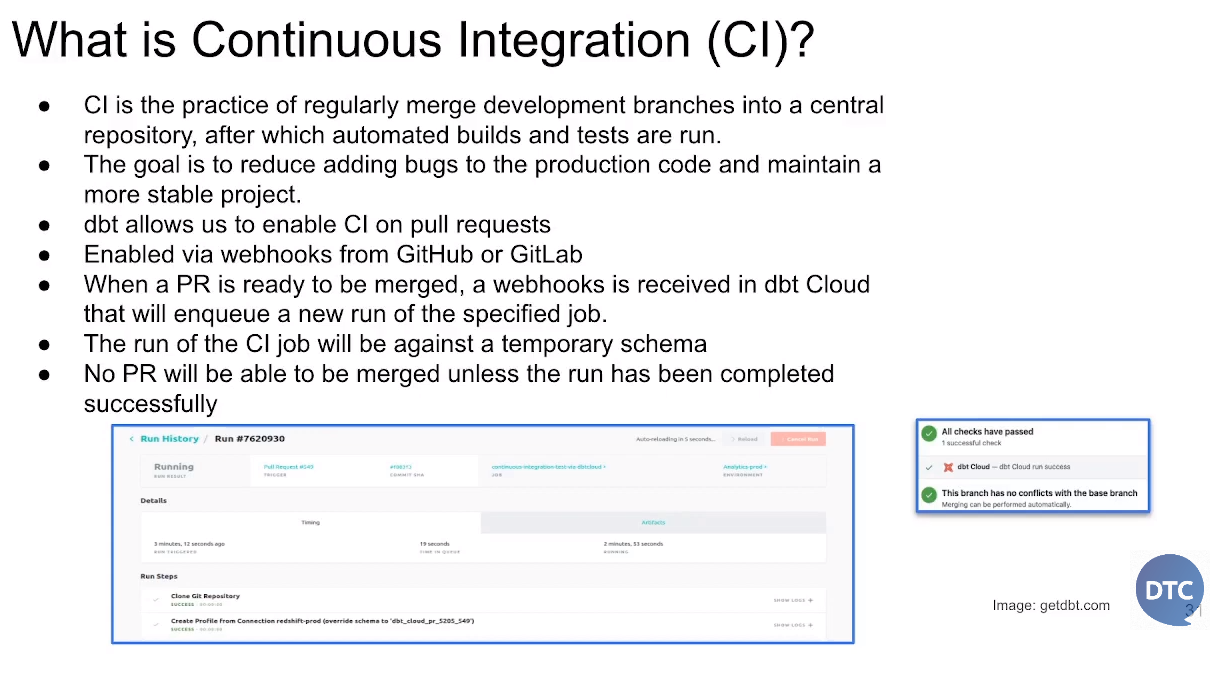 What is Continuous Integration (CI)?
● CI is the practice of regularly merge development branches into a central
repository, after which automated builds and tests are run.
● The goal is to reduce adding bugs to the production code and maintain a
more stable project.
● dbt allows us to enable CI on pull requests
● Enabled via webhooks from GitHub or GitLab
● When a PR is ready to be merged, a webhooks is received in dbt Cloud
that will enqueue a new run of the specified job.
● The run of the CI job will be against a temporary schema
● No PR will be able to be merged unless the run has been completed
successfully
< Run History / Run #7620930
Auto-reloading in 5 seconds...
Reload
Cancel Run
Running
RUN RESULT
Pull Request #549
TRIGGER
COMMIT SHA
continuous-integration-test-via-dbtcloud >
JOB
Analytics-prod >
ENVIRONMENT
Details
Timing
Artifacts
3 minutes, 12 seconds ago
RUN TRIGGERED
19 seconds
TIME IN QUEUE
2 minutes, 53 seconds
RUNNING
Run Steps
Clone Git Repository
SUCCESS
SHOW LOGS +
Create Profile from Connection redshift-prod (override schema to 'dbt_cloud_pr_5205_549')
SUCCESS
SHOW LOGS +
All checks have passed
1 successful check
dbt Cloud — dbt Cloud run success
This branch has no conflicts with the base branch
Merging can be performed automatically.
Image: getdbt.com
DTC
31